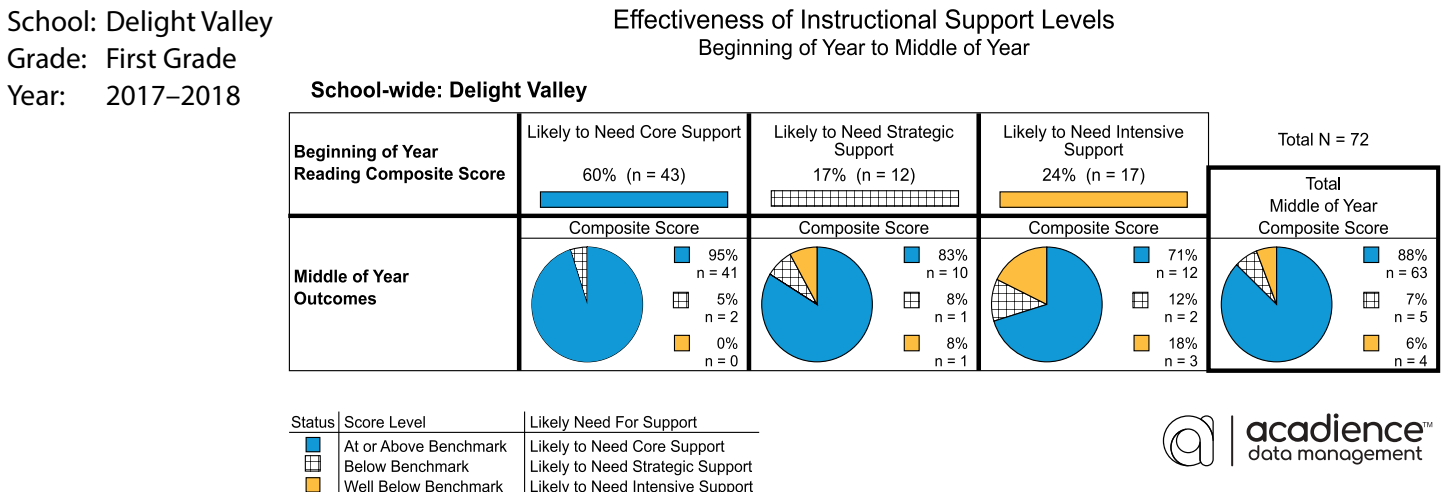 School: Delight Valley
Grade: First Grade
Year: 2017–2018
Effectiveness of Instructional Support Levels
Beginning of Year to Middle of Year
School-wide: Delight Valley
Beginning of Year
Reading Composite Score
Likely to Need Core Support
60% (n = 43)
Likely to Need Strategic
Support
17% (n = 12)
Likely to Need Intensive
Support
24% (n = 17)
Total N = 72
Total
Middle of Year
Composite Score
Middle of Year
Outcomes
Composite Score
95%
n = 41
5%
n = 2
0%
n = 0
Composite Score
83%
n = 10
8%
n = 1
8%
n = 1
Composite Score
71%
n = 12
12%
n = 2
18%
n = 3
88%
n = 63
7%
n = 5
6%
n = 4
Status Score Level Likely Need For Support
At or Above Benchmark Likely to Need Core Support
Below Benchmark Likely to Need Strategic Support
Well Below Benchmark Likely to Need Intensive Support
acadience™
data management